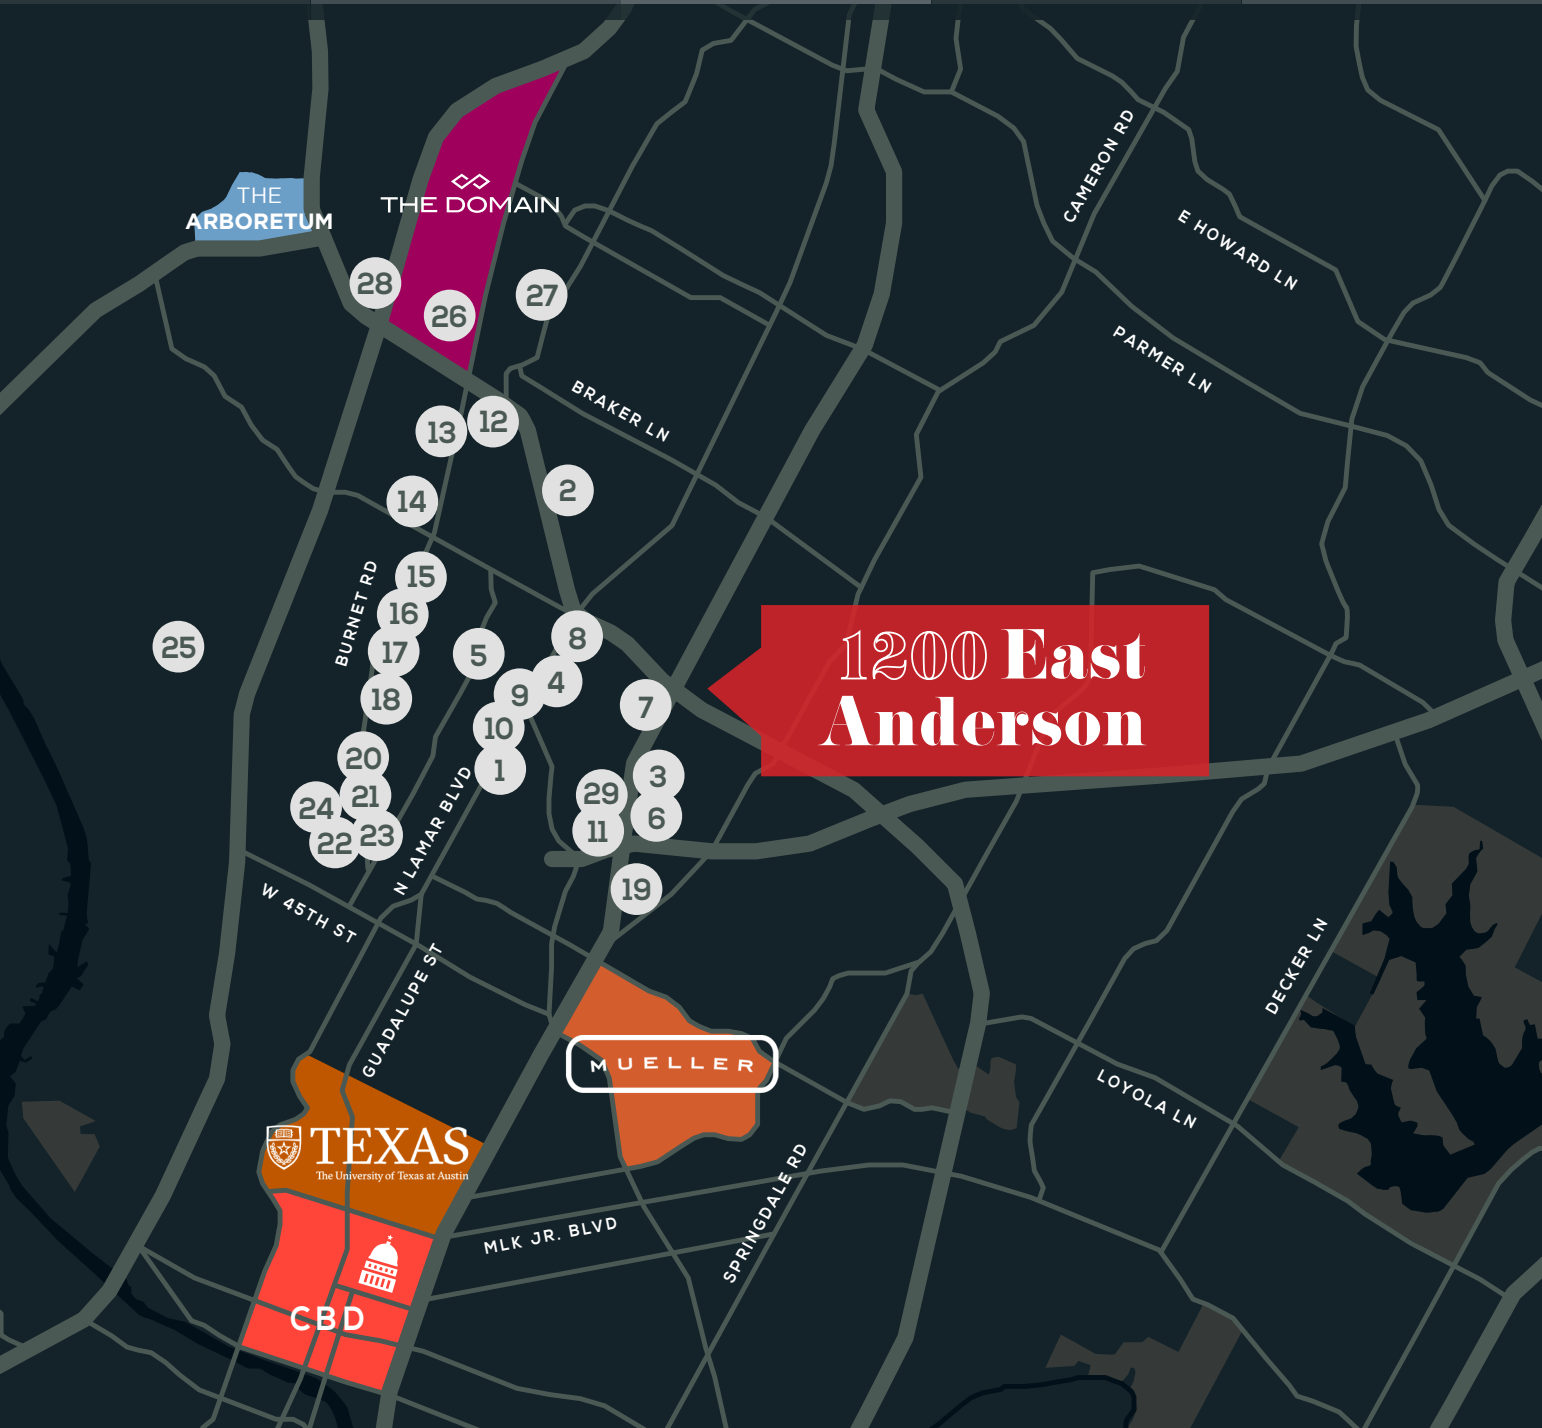 CAMERON RD
THE
ARBORETUM
THE DOMAIN
E HOWARD LN
28
26
27
PARMER LN
BRAKER LN
13
12
2
14
BURNET RD
15
16
17
18
25
5
8
4
9
10
1
7
1200 East
Anderson
20
21
24
22
23
3
29
6
11
19
N LAMAR BLVD
W 45TH ST
GUADALUPE ST
DECKER LN
MUELLER
LOYOLA LN
TEXAS
The University of Texas at Austin
SPRINGDALE RD
MLK JR. BLVD
CBD